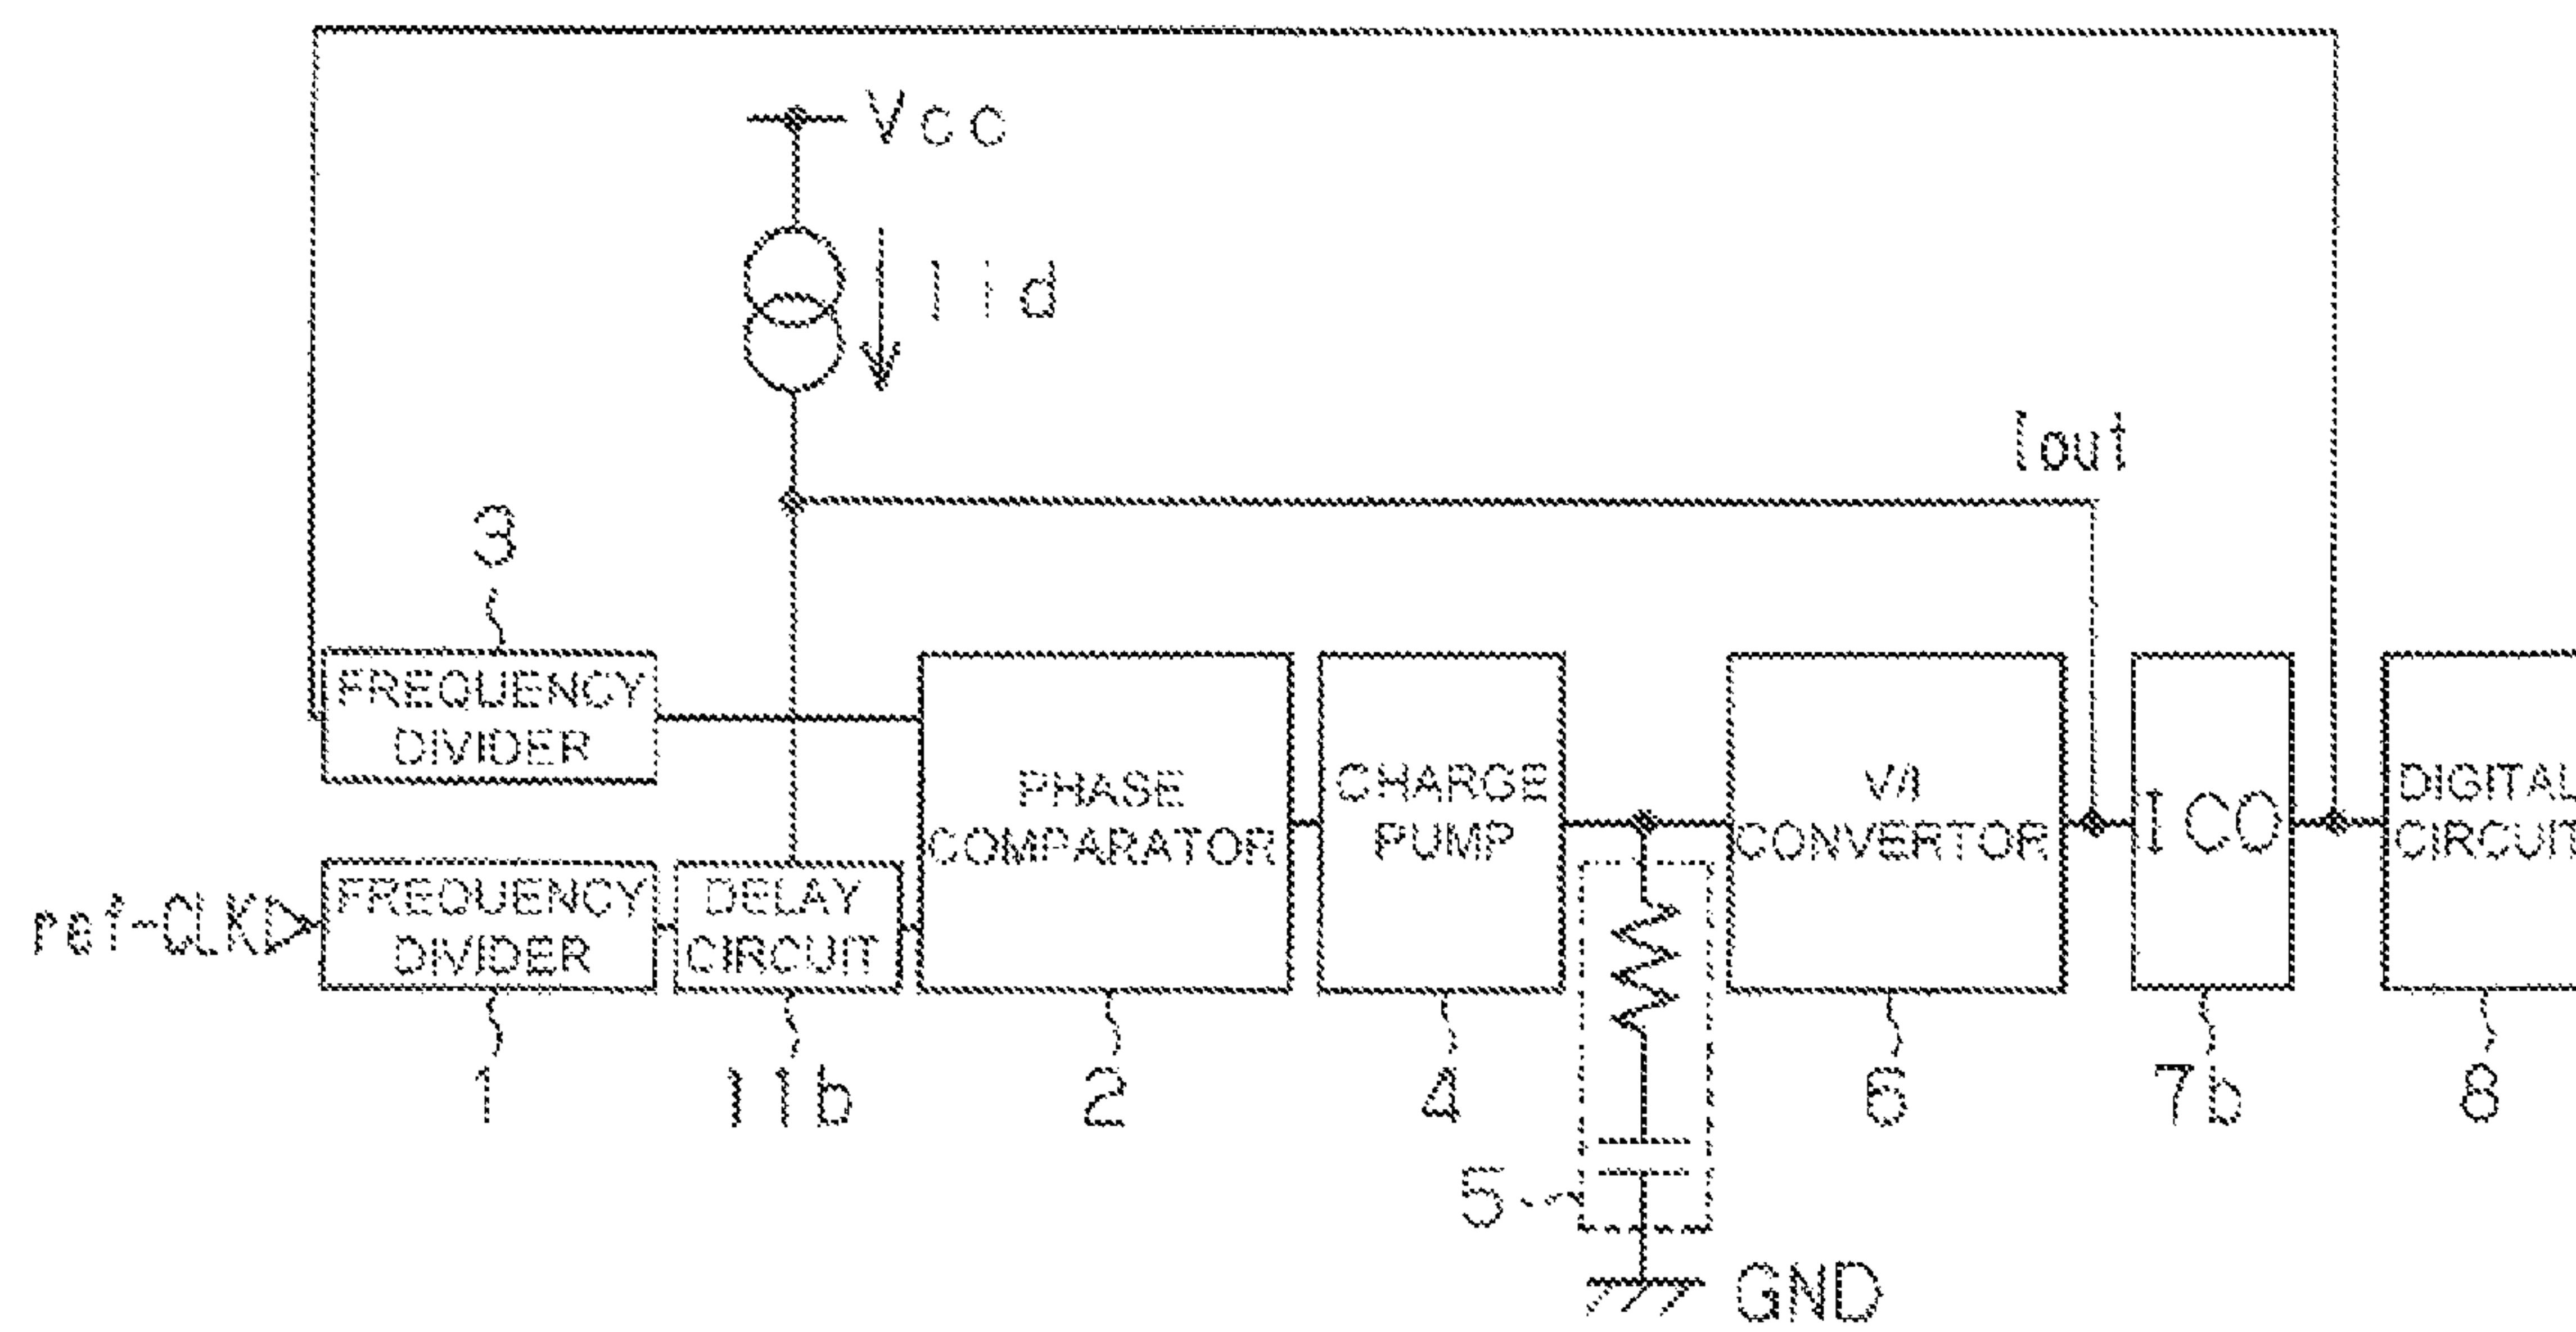 Vcc
I id
Iout
3
FREQUENCY
DIVIDER
PHASE
COMPARATOR
CHARGE
PUMP
V/I
CONVERTOR
ICO
DIGITAL
CIRCUIT
ref-CLK
FREQUENCY
DIVIDER
DELAY
CIRCUIT
1
11b
2
4
6
7b
8
5
GND